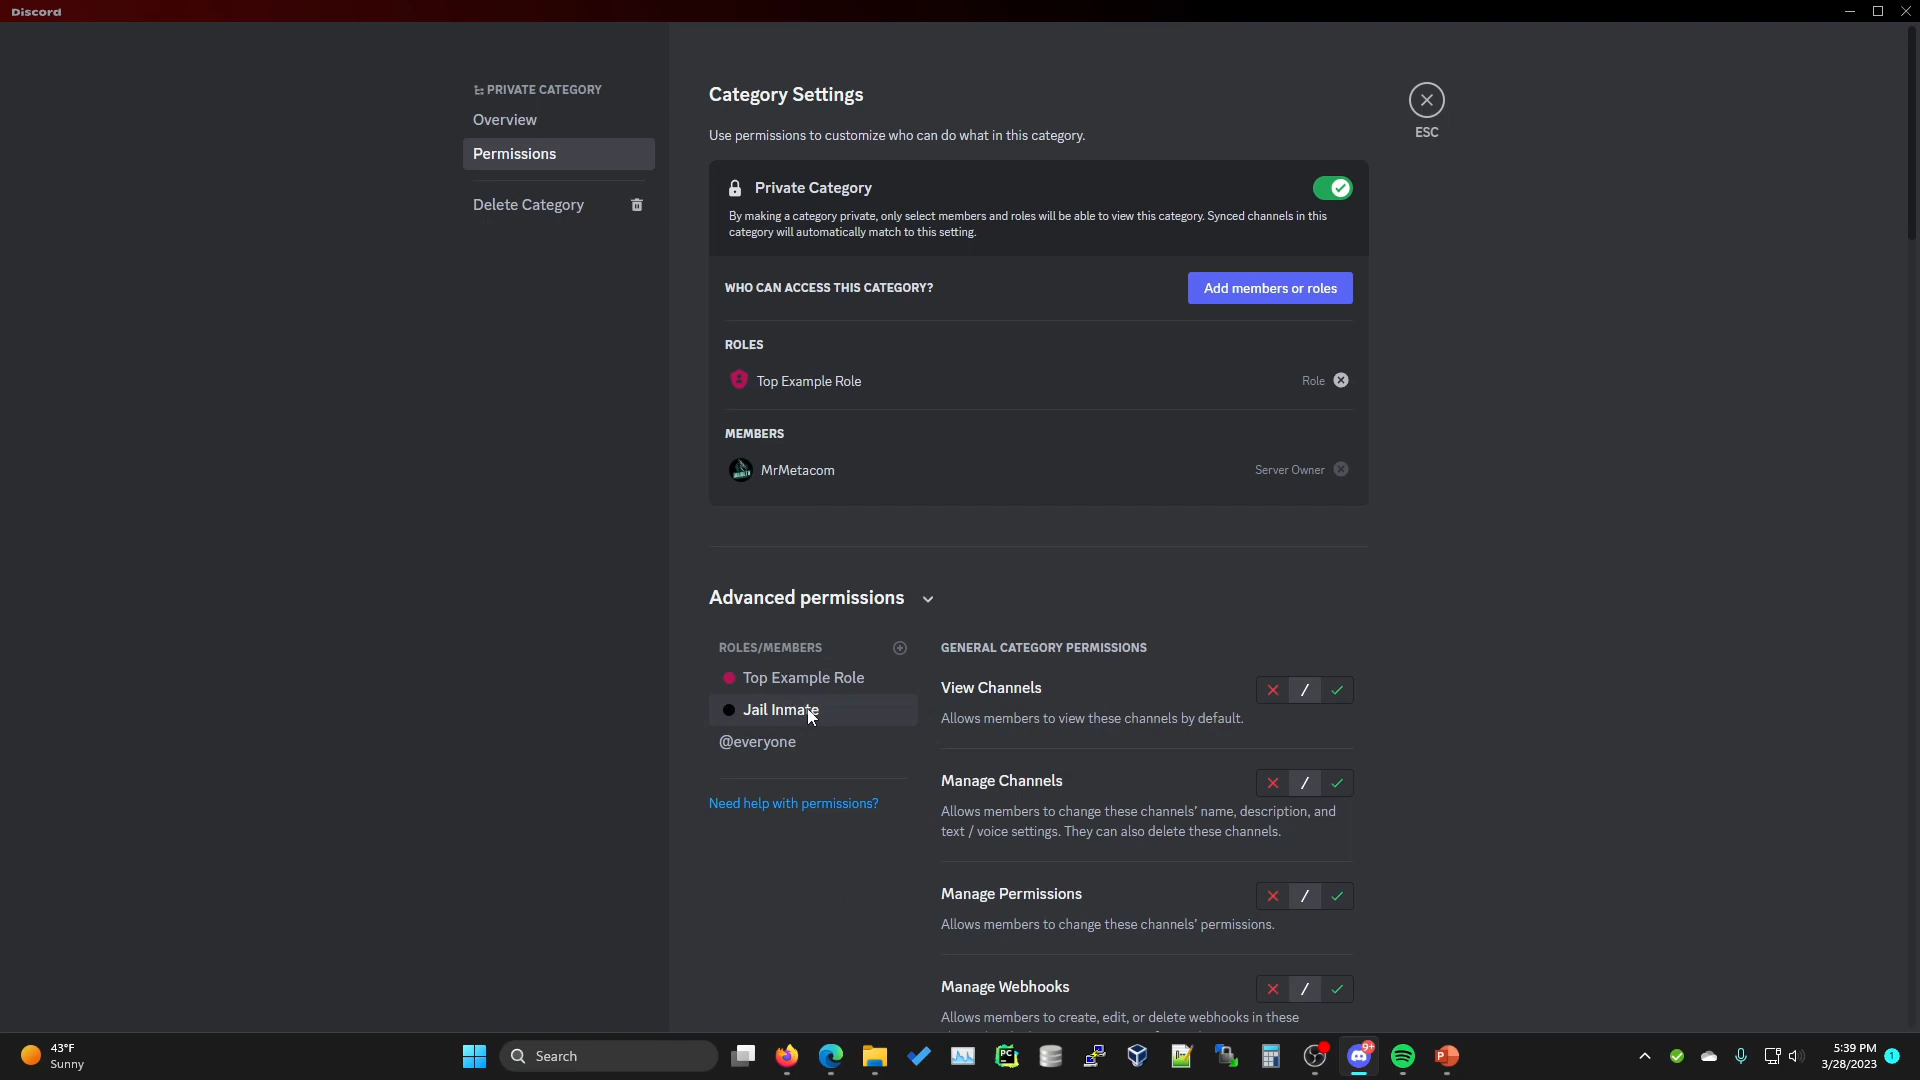 Discord
PRIVATE CATEGORY
Overview
Permissions
Delete Category
Category Settings
Use permissions to customize who can do what in this category.
ESC
Private Category
By making a category private, only select members and roles will be able to view this category. Synced channels in this
category will automatically match to this setting.
WHO CAN ACCESS THIS CATEGORY?
Add members or roles
ROLES
Top Example Role
Role
MEMBERS
MrMetacom
Server Owner
Advanced permissions
ROLES/MEMBERS
Top Example Role
Jail Inmate
@everyone
Need help with permissions?
GENERAL CATEGORY PERMISSIONS
View Channels
Allows members to view these channels by default.
Manage Channels
Allows members to change these channels' name, description, and
text / voice settings. They can also delete these channels.
Manage Permissions
Allows members to change these channels' permissions.
Manage Webhooks
Allows members to create, edit, or delete webhooks in these
43°F
Sunny
Search
PC
9+
P
5:39 PM
3/28/2023
1